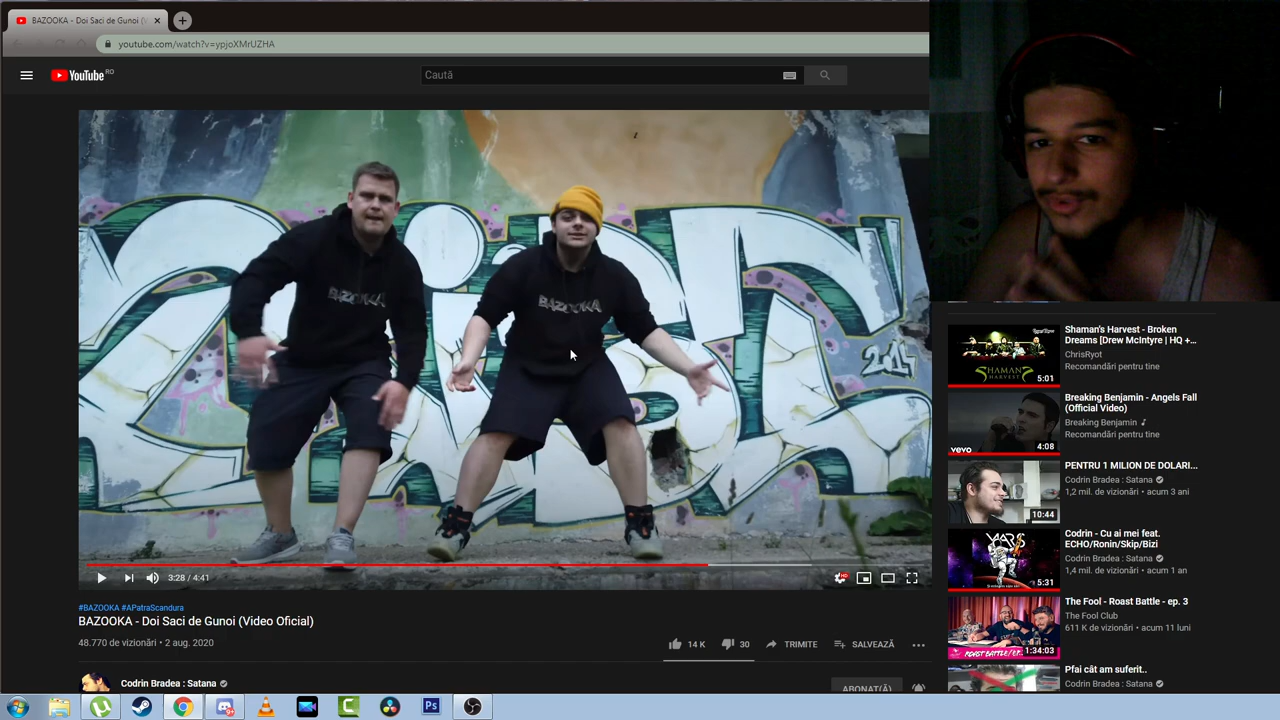 BAZOOKA - Doi Saci de Gunoi (
youtube.com/watch?v=ypjoXMrUZHA
YouTube RO
Caută
BAZOOKA
BAZOOKA
3:28 / 4:41
HD
#BAZOOKA #APatraScandura
BAZOOKA - Doi Saci de Gunoi (Video Oficial)
48.770 de vizionări • 2 aug. 2020
14 K
30
TRIMITE
SALVEAZĂ
Codrin Bradea : Satana
ABONAT(Ă)
SHAMAN'S
HARVEST
5:01
Shaman's Harvest - Broken
Dreams [Drew McIntyre | HQ +...
ChrisRyot
Recomandări pentru tine
vevo
4:08
Breaking Benjamin - Angels Fall
(Official Video)
Breaking Benjamin
Recomandări pentru tine
10:44
PENTRU 1 MILION DE DOLARI...
Codrin Bradea : Satana
1,2 mil. de vizionări • acum 3 ani
5:31
Codrin - Cu ai mei feat.
ECHO/Ronin/Skip/Bizi
Codrin Bradea : Satana
1,4 mil. de vizionări • acum 1 an
ROAST BATTLE/EP.
1:34:03
The Fool - Roast Battle - ep. 3
The Fool Club
611 K de vizionări • acum 11 luni
Pfai cât am suferit..
Codrin Bradea : Satana
Ps